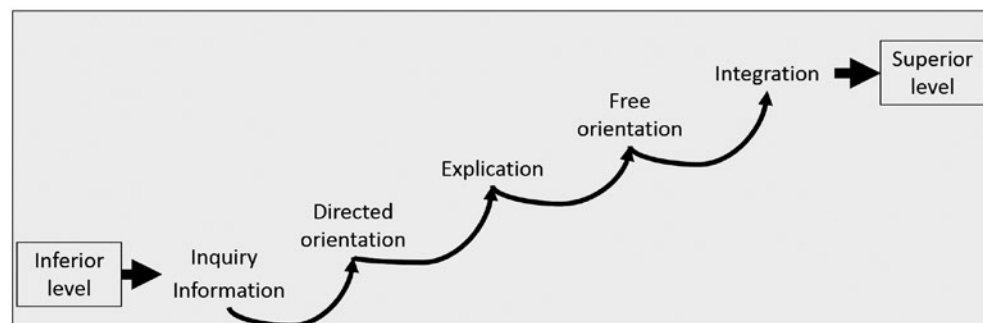 Inferior
level
Inquiry
Information
Directed
orientation
Explication
Free
orientation
Integration
Superior
level